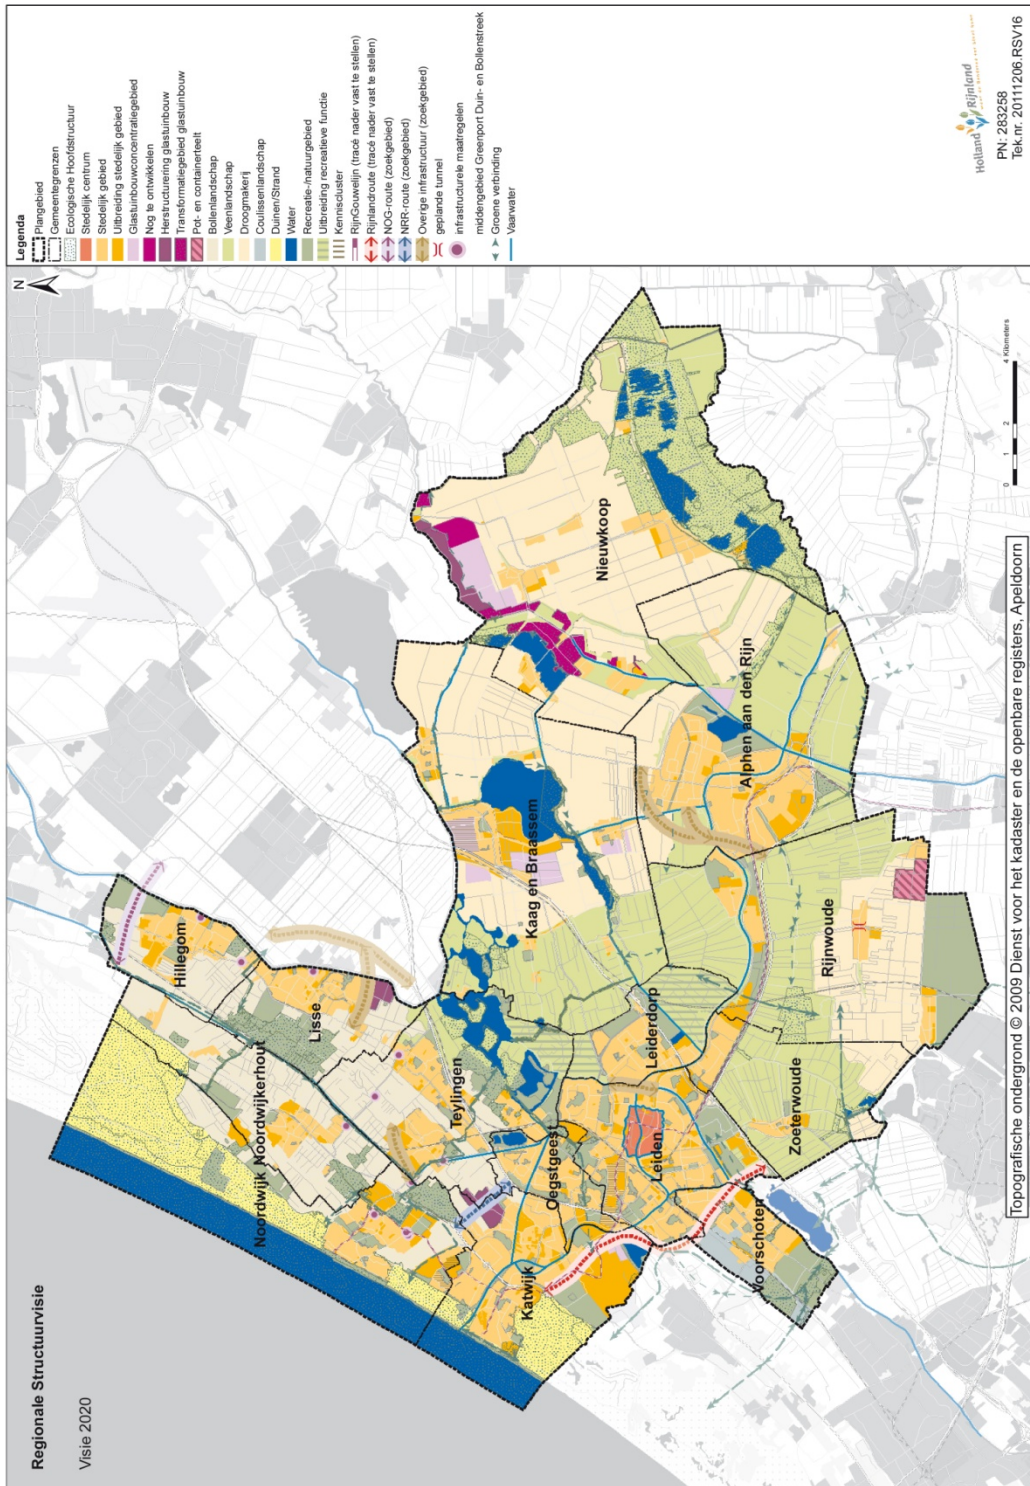 Regionale Structuurvisie
Visie 2020
Noordwijk
Noordwijkerhout
Hillegom
Lisse
Teylingen
Katwijk
Oegstgeest
Leiden
Leiderdorp
Voorschoten
Zoeterwoude
Kaag en Braassem
Rijnwoude
Alphen aan den Rijn
Nieuwkoop
N
0 1 2 4 Kilometers
Topografische ondergrond © 2009 Dienst voor het kadaster en de openbare registers, Apeldoorn
Legenda
Plangebied
Gemeentegrenzen
Ecologische Hoofdstructuur
Stedelijk centrum
Stedelijk gebied
Uitbreiding stedelijk gebied
Glastuinbouwconcentratiegebied
Nog te ontwikkelen
Herstructurering glastuinbouw
Transformatiegebied glastuinbouw
Pot- en containerteelt
Bollenlandschap
Veenlandschap
Droogmakerij
Coulissenlandschap
Duinen/Strand
Water
Recreatie-/natuurgebied
Uitbreiding recreatieve functie
Kenniscluster
RijnGouwelijn (tracé nader vast te stellen)
Rijnlandroute (tracé nader vast te stellen)
NOG-route (zoekgebied)
NRR-route (zoekgebied)
Overige infrastructuur (zoekgebied)
geplande tunnel
infrastructurele maatregelen
middengebied Greenport Duin- en Bollenstreek
Groene verbinding
Vaarwater
Holland Rijnland
PN: 283258
Tek.nr. 20111206.RSV16